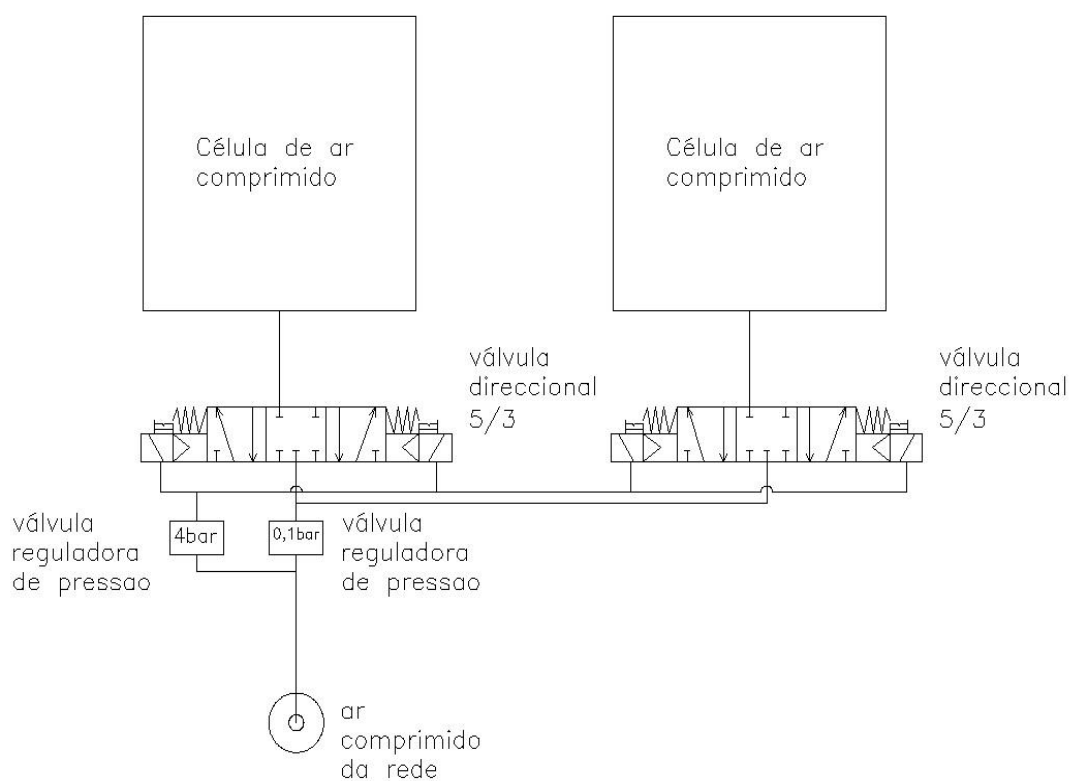 Célula de ar
comprimido
Célula de ar
comprimido
válvula
direccional
5/3
válvula
direccional
5/3
válvula
reguladora
de pressao
4bar
0,1bar
válvula
reguladora
de pressao
ar
comprimido
da rede